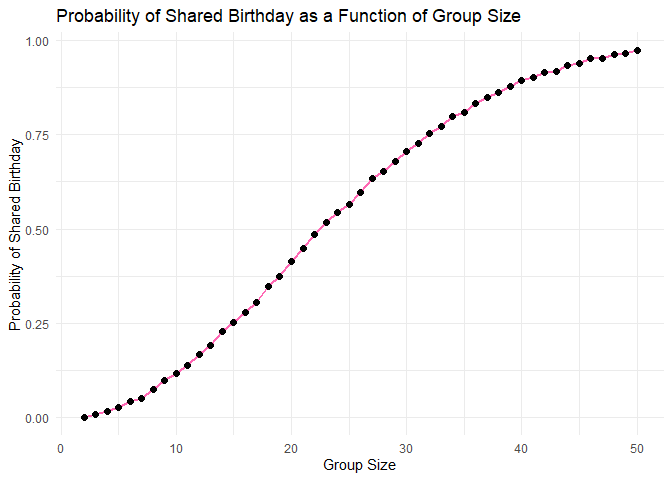 Probability of Shared Birthday as a Function of Group Size
1.00
0.75
0.50
0.25
0.00
Probability of Shared Birthday
0 10 20 30 40 50
Group Size